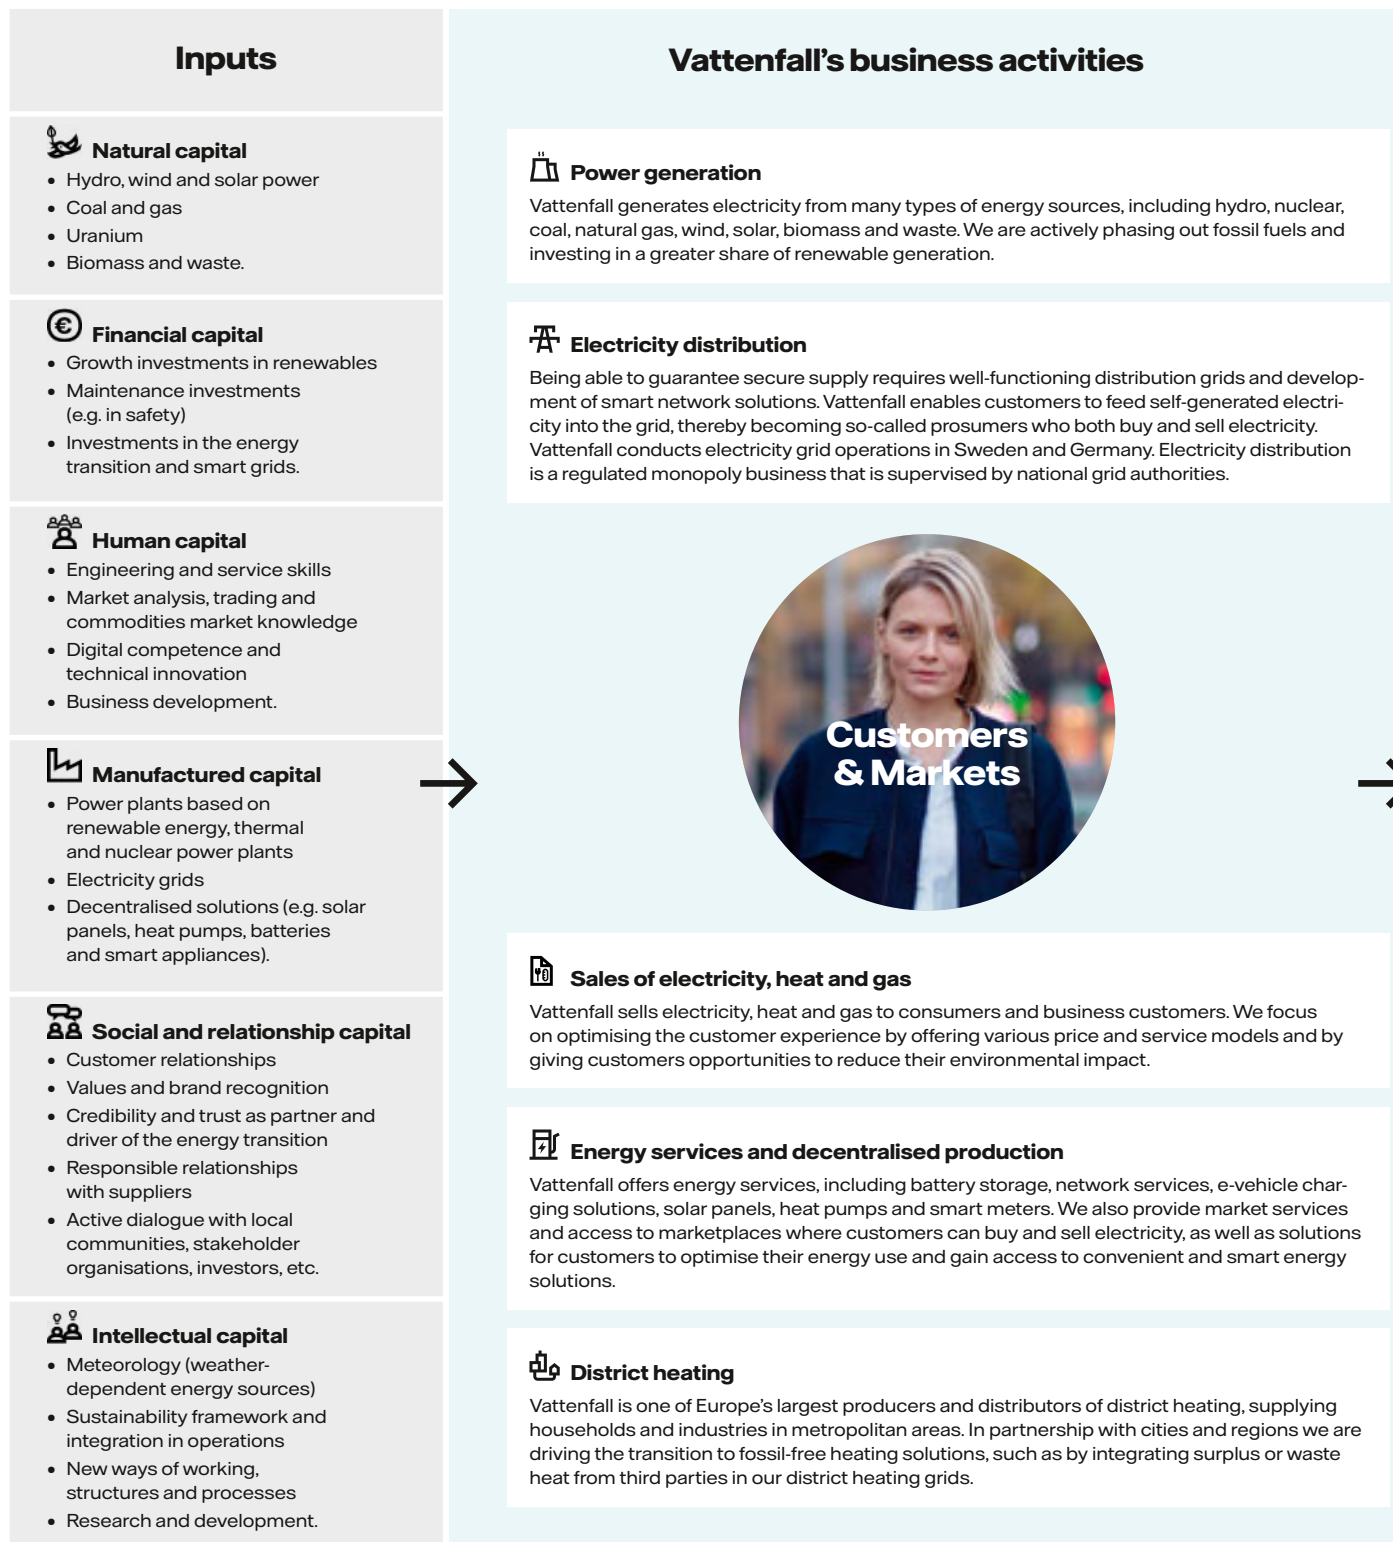 Inputs
Natural capital
• Hydro, wind and solar power
• Coal and gas
• Uranium
• Biomass and waste.
Financial capital
• Growth investments in renewables
• Maintenance investments
(e.g. in safety)
• Investments in the energy
transition and smart grids.
Human capital
• Engineering and service skills
• Market analysis, trading and
commodities market knowledge
• Digital competence and
technical innovation
• Business development.
Manufactured capital
• Power plants based on
renewable energy, thermal
and nuclear power plants
• Electricity grids
• Decentralised solutions (e.g. solar
panels, heat pumps, batteries
and smart appliances).
Social and relationship capital
• Customer relationships
• Values and brand recognition
• Credibility and trust as partner and
driver of the energy transition
• Responsible relationships
with suppliers
• Active dialogue with local
communities, stakeholder
organisations, investors, etc.
Intellectual capital
• Meteorology (weather-
dependent energy sources)
• Sustainability framework and
integration in operations
• New ways of working,
structures and processes
• Research and development.
Vattenfall’s business activities
Power generation
Vattenfall generates electricity from many types of energy sources, including hydro, nuclear,
coal, natural gas, wind, solar, biomass and waste. We are actively phasing out fossil fuels and
investing in a greater share of renewable generation.
Electricity distribution
Being able to guarantee secure supply requires well-functioning distribution grids and develop-
ment of smart network solutions. Vattenfall enables customers to feed self-generated electri-
city into the grid, thereby becoming so-called prosumers who both buy and sell electricity.
Vattenfall conducts electricity grid operations in Sweden and Germany. Electricity distribution
is a regulated monopoly business that is supervised by national grid authorities.
Customers
& Markets
Sales of electricity, heat and gas
Vattenfall sells electricity, heat and gas to consumers and business customers. We focus
on optimising the customer experience by offering various price and service models and by
giving customers opportunities to reduce their environmental impact.
Energy services and decentralised production
Vattenfall offers energy services, including battery storage, network services, e-vehicle char-
ging solutions, solar panels, heat pumps and smart meters. We also provide market services
and access to marketplaces where customers can buy and sell electricity, as well as solutions
for customers to optimise their energy use and gain access to convenient and smart energy
solutions.
District heating
Vattenfall is one of Europe’s largest producers and distributors of district heating, supplying
households and industries in metropolitan areas. In partnership with cities and regions we are
driving the transition to fossil-free heating solutions, such as by integrating surplus or waste
heat from third parties in our district heating grids.